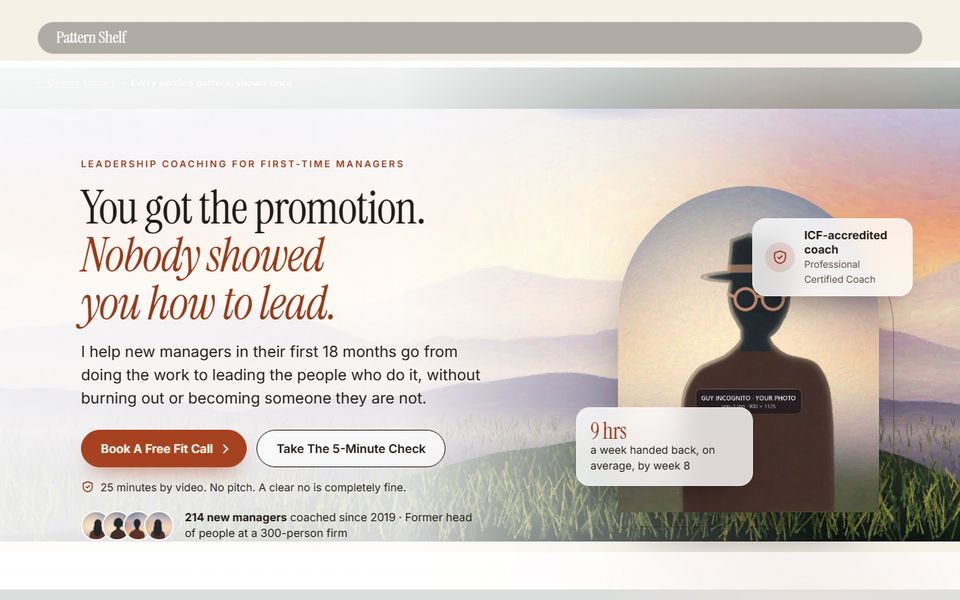 Pattern Shelf
← Design Library • Every section pattern, shown once
LEADERSHIP COACHING FOR FIRST-TIME MANAGERS
You got the promotion.
Nobody showed
you how to lead.
I help new managers in their first 18 months go from
doing the work to leading the people who do it, without
burning out or becoming someone they are not.
Book A Free Fit Call
Take The 5-Minute Check
25 minutes by video. No pitch. A clear no is completely fine.
214 new managers coached since 2019 · Former head
of people at a 300-person firm
ICF-accredited
coach
Professional
Certified Coach
GUY INCOGNITO · YOUR PHOTO
900 × 1125
9 hrs
a week handed back, on
average, by week 8